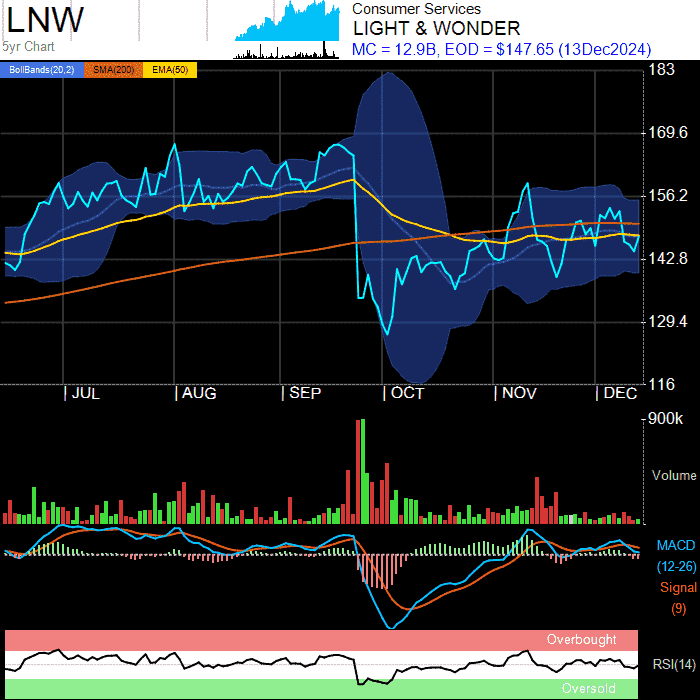 LNW
5yr Chart
Consumer Services
LIGHT & WONDER
MC = 12.9B, EOD = $147.65 (13Dec2024)
BollBands(20,2) SMA(200) EMA(50)
183
169.6
156.2
142.8
129.4
116
JUL AUG SEP OCT NOV DEC
900k
Volume
MACD
(12-26)
Signal
(9)
Overbought
RSI(14)
Oversold